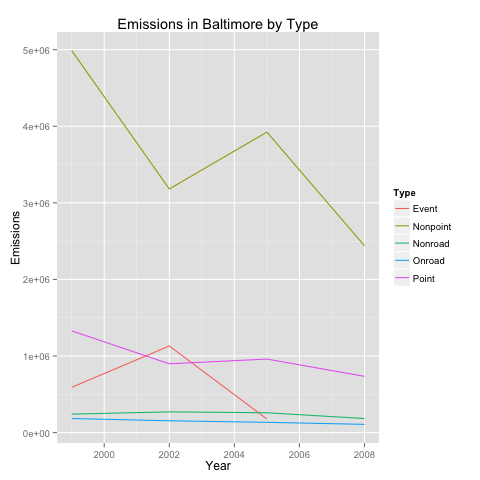 Emissions in Baltimore by Type
5e+06
4e+06
3e+06
2e+06
1e+06
0e+00
Emissions
2000
2002
2004
2006
2008
Year
Type
Event
Nonpoint
Nonroad
Onroad
Point